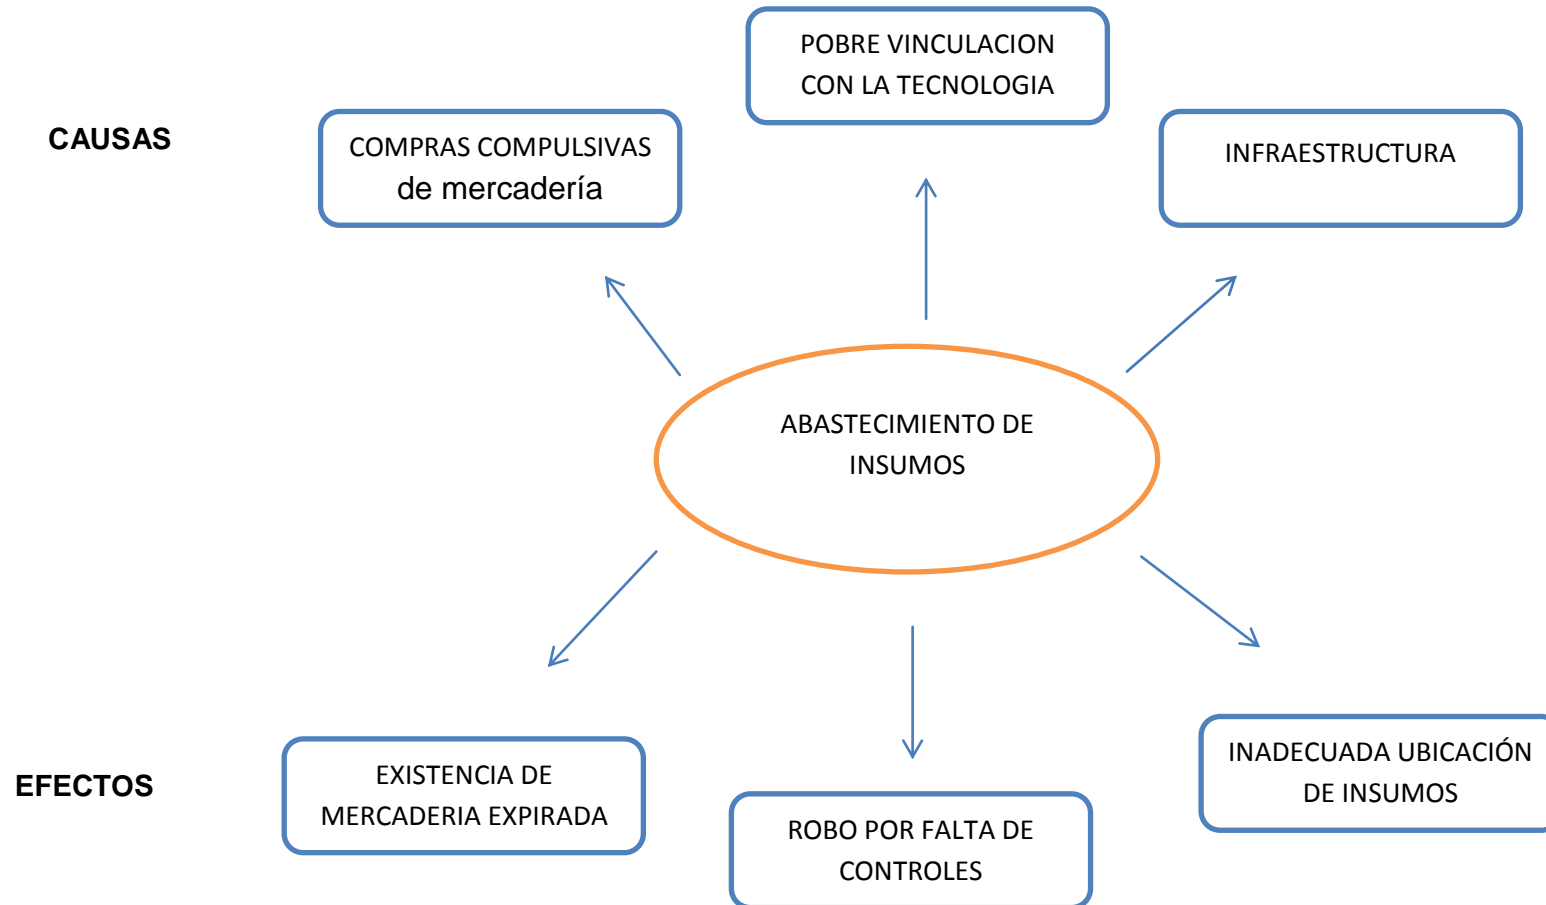 POBRE VINCULACION
CON LA TECNOLOGIA
CAUSAS
COMPRAS COMPULSIVAS
de mercadería
INFRAESTRUCTURA
ABASTECIMIENTO DE
INSUMOS
EFECTOS
EXISTENCIA DE
MERCADERIA EXPIRADA
ROBO POR FALTA DE
CONTROLES
INADECUADA UBICACIÓN
DE INSUMOS